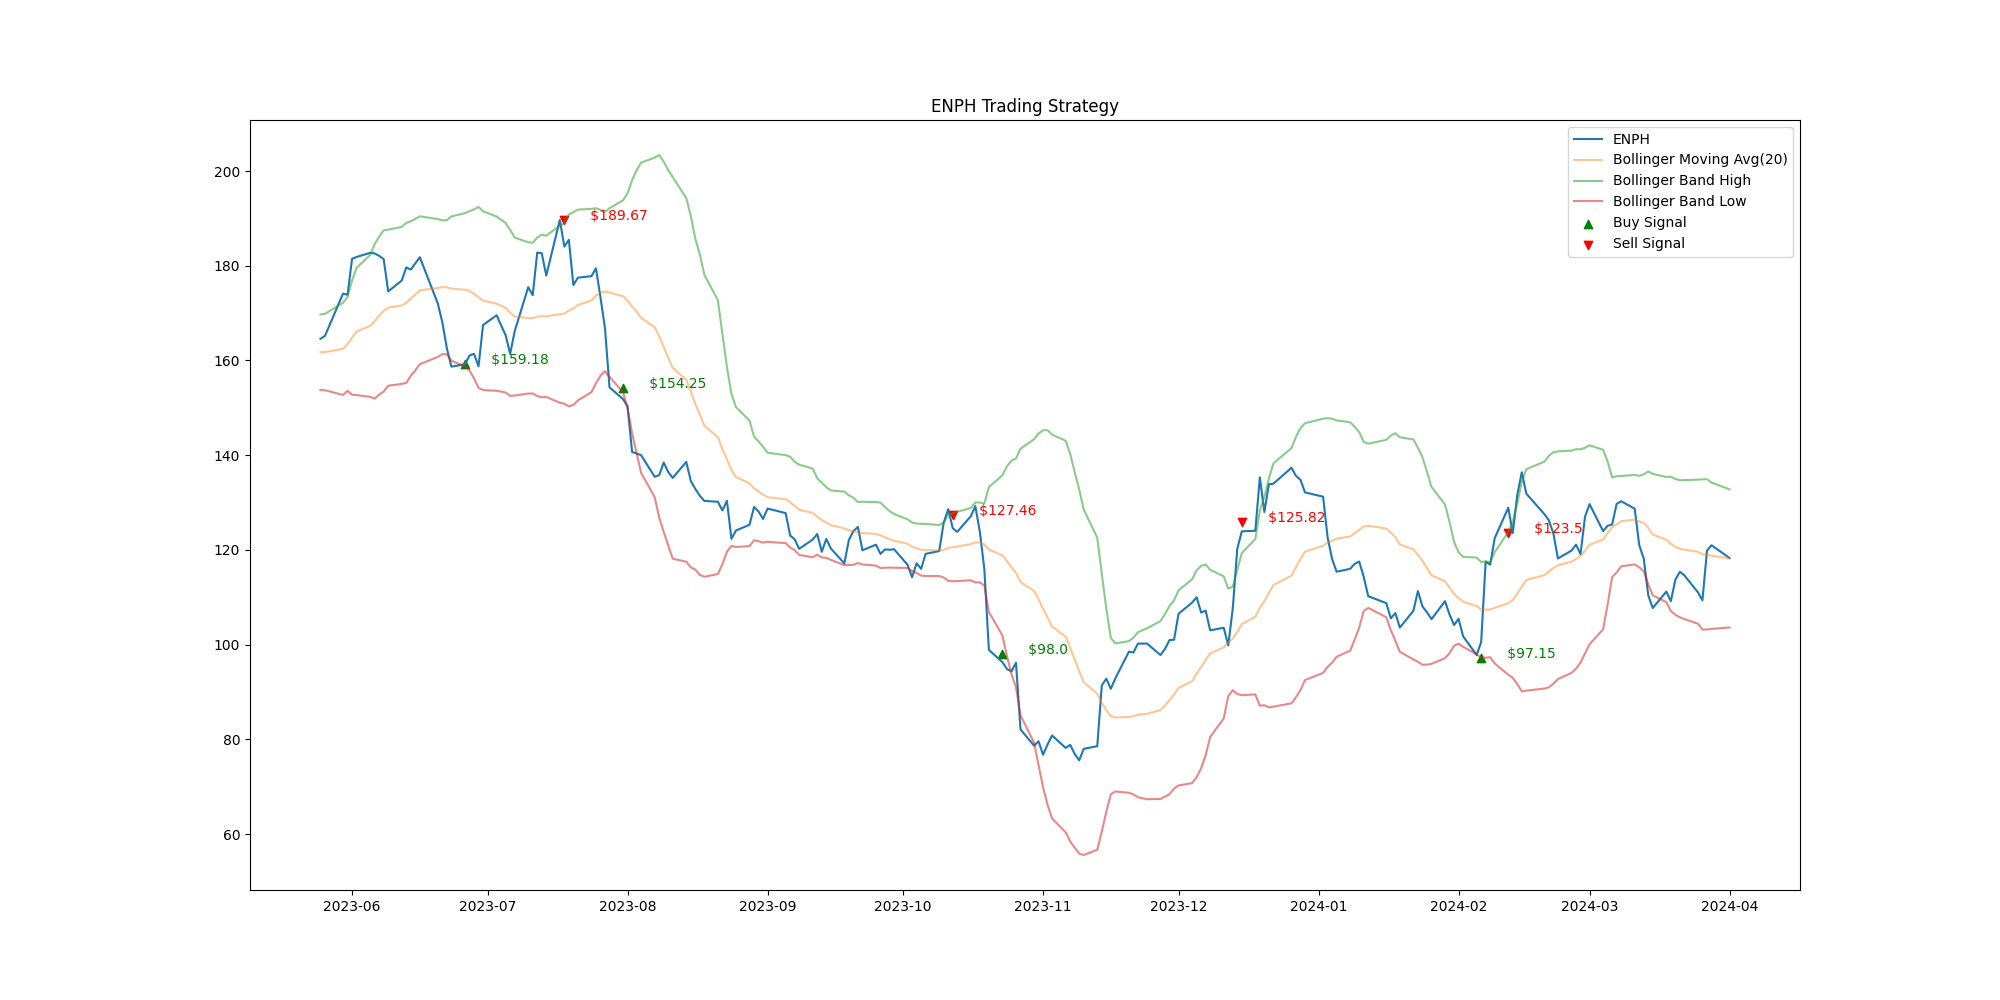 ENPH Trading Strategy
ENPH
Bollinger Moving Avg(20)
Bollinger Band High
Bollinger Band Low
Buy Signal
Sell Signal
200
180
160
140
120
100
80
60
$189.67
$159.18
$154.25
$127.46
$125.82
$123.5
$98.0
$97.15
2023-06 2023-07 2023-08 2023-09 2023-10 2023-11 2023-12 2024-01 2024-02 2024-03 2024-04